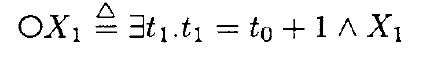 ○X₁ ≜ ∃t₁.t₁ = t₀ + 1 ∧ X₁